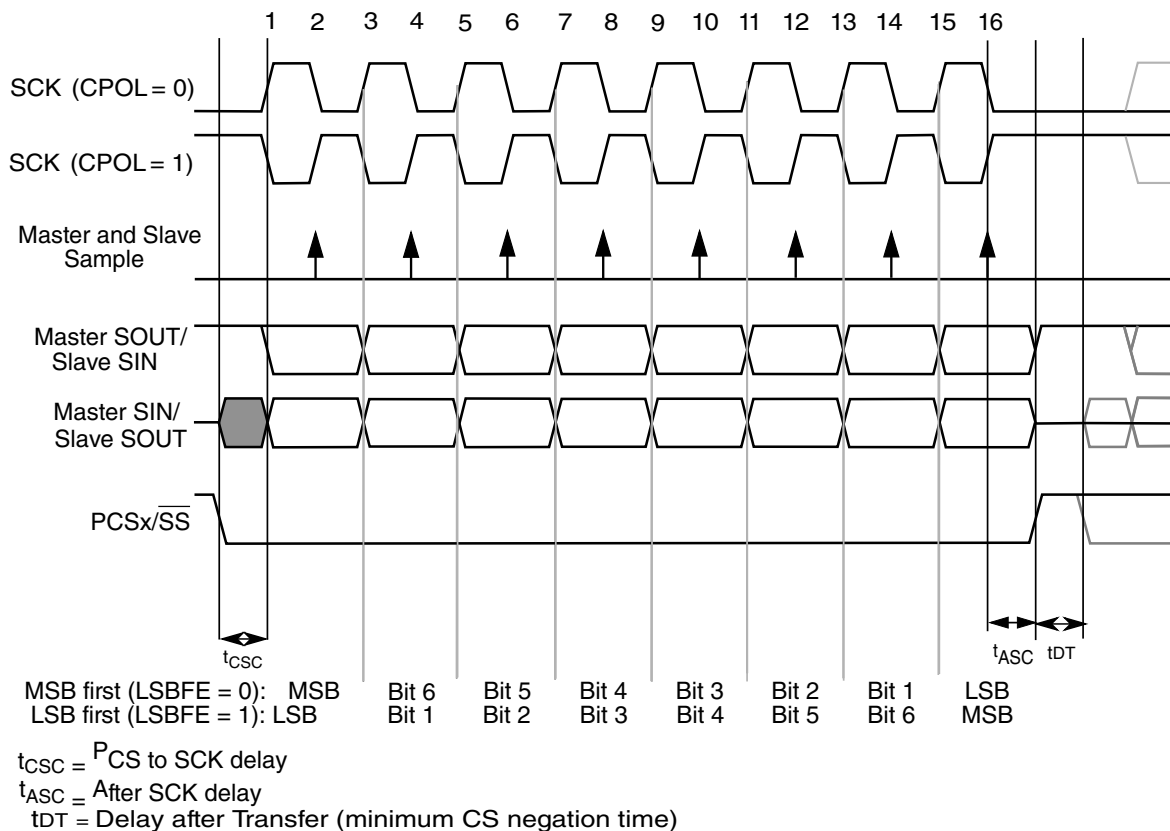 1 2 3 4 5 6 7 8 9 10 11 12 13 14 15 16
SCK (CPOL = 0)
SCK (CPOL = 1)
Master and Slave
Sample
Master SOUT/
Slave SIN
Master SIN/
Slave SOUT
PCSx/SS
tCSC
tASC
tDT
MSB first (LSBFE = 0): MSB Bit 6 Bit 5 Bit 4 Bit 3 Bit 2 Bit 1 LSB
LSB first (LSBFE = 1): LSB Bit 1 Bit 2 Bit 3 Bit 4 Bit 5 Bit 6 MSB
tCSC = PCS to SCK delay
tASC = After SCK delay
tDT = Delay after Transfer (minimum CS negation time)